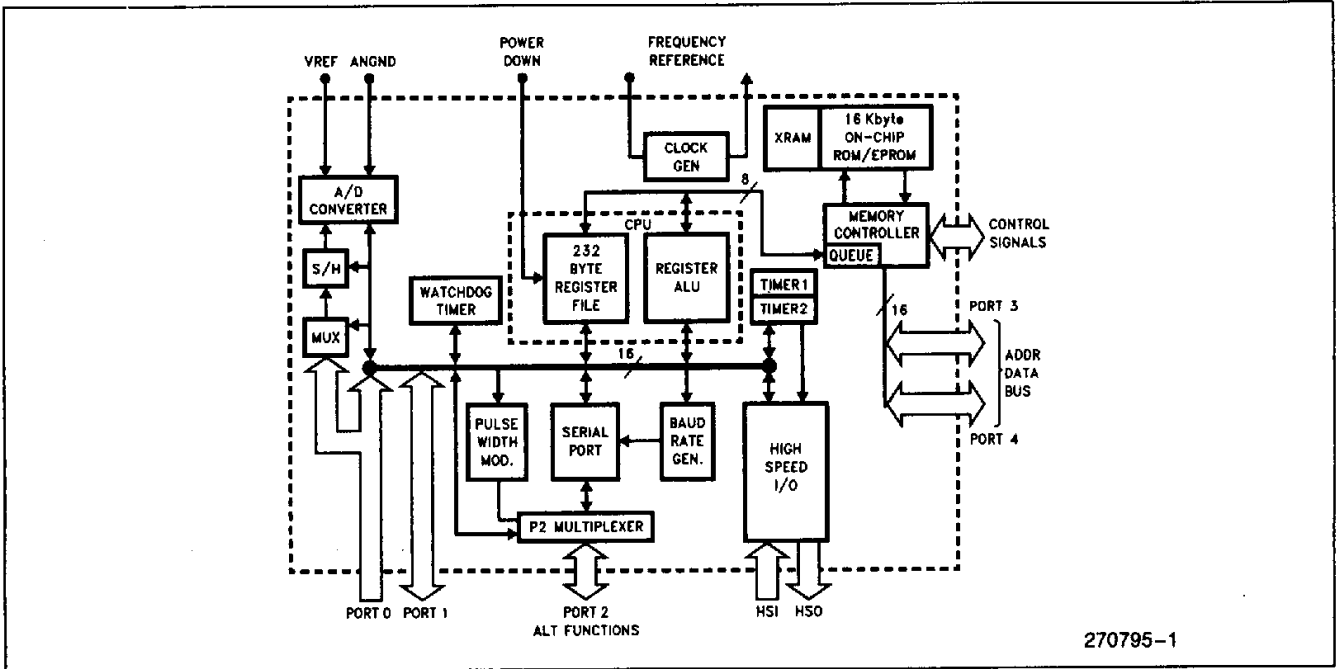 VREF ANGND
POWER
DOWN
FREQUENCY
REFERENCE
A/D
CONVERTER
S/H
MUX
CLOCK
GEN
XRAM
16 Kbyte
ON-CHIP
ROM/EPROM
8
MEMORY
CONTROLLER
QUEUE
CONTROL
SIGNALS
CPU
232
BYTE
REGISTER
FILE
REGISTER
ALU
WATCHDOG
TIMER
TIMER1
TIMER2
16
PORT 3
ADDR
DATA
BUS
PORT 4
16
PULSE
WIDTH
MOD.
SERIAL
PORT
BAUD
RATE
GEN.
HIGH
SPEED
I/O
P2 MULTIPLEXER
PORT 0
PORT 1
PORT 2
ALT FUNCTIONS
HSI
HSO
270795-1